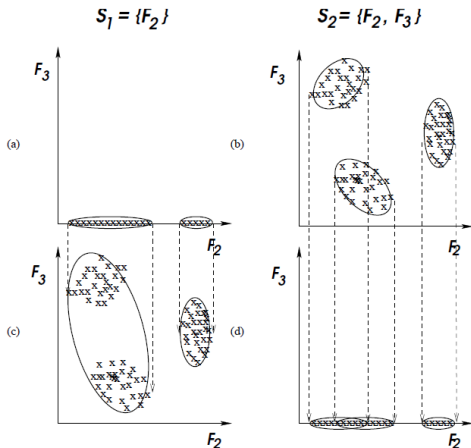 S1 = {F2} S2 = {F2, F3}
F3 F3
(a) (b)
F2 F2
F3 F3
(c) (d)
F2 F2